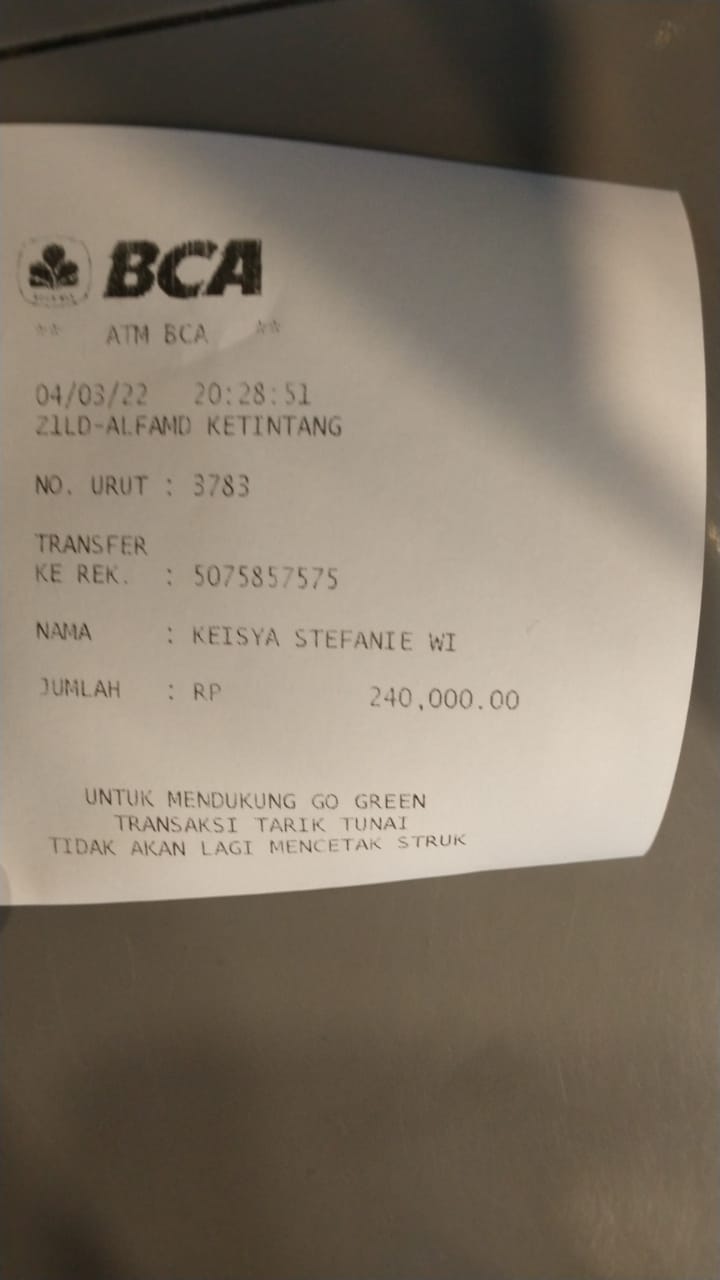 BCA
** ATM BCA **
04/03/22 20:28:51
Z1LD-ALFAMD KETINTANG
NO. URUT : 3783
TRANSFER
KE REK. : 5075857575
NAMA : KEISYA STEFANIE WI
JUMLAH : RP 240,000.00
UNTUK MENDUKUNG GO GREEN
TRANSAKSI TARIK TUNAI
TIDAK AKAN LAGI MENCETAK STRUK